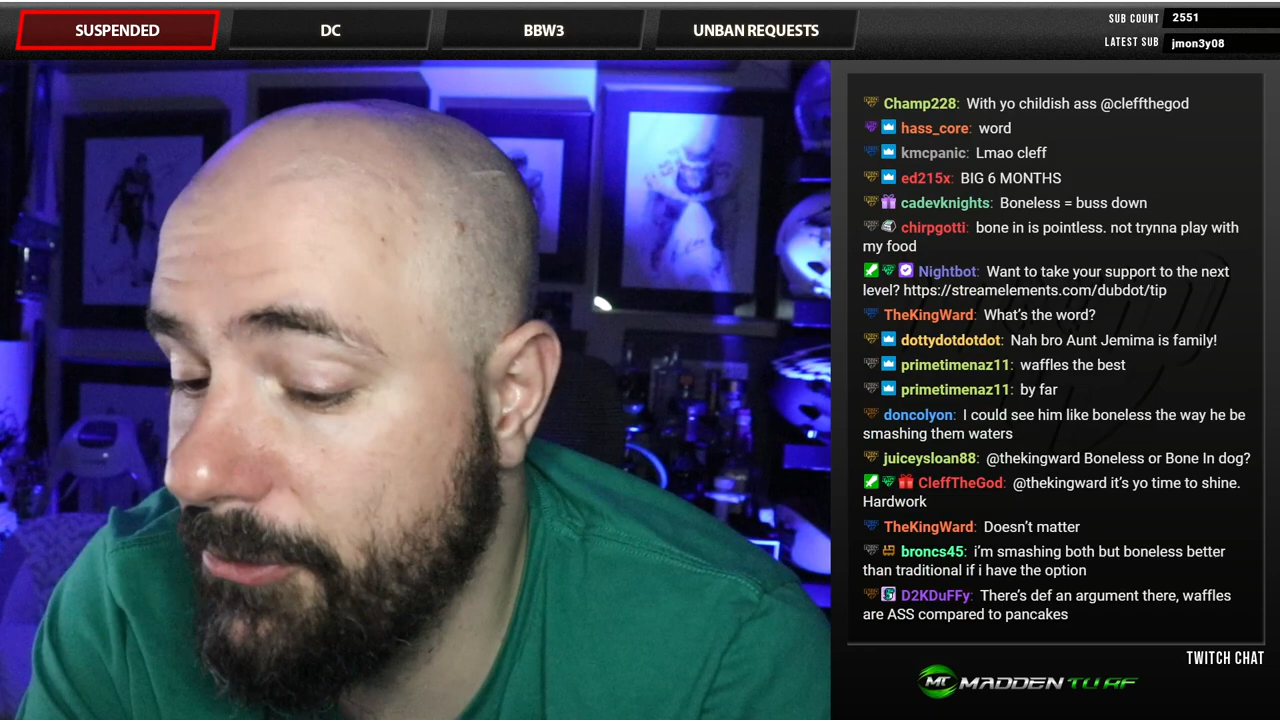 SUSPENDED
DC
BBW3
UNBAN REQUESTS
SUB COUNT 2551
LATEST SUB jmon3y08
Champ228: With yo childish ass @cleffthegod
hass_core: word
kmcpanic: Lmao cleff
ed215x: BIG 6 MONTHS
cadevknights: Boneless = buss down
chirpgotti: bone in is pointless. not trynna play with
my food
Nightbot: Want to take your support to the next
level? https://streamelements.com/dubdot/tip
TheKingWard: What's the word?
dottydotdotdot: Nah bro Aunt Jemima is family!
primetimenaz11: waffles the best
primetimenaz11: by far
doncolyon: I could see him like boneless the way he be
smashing them waters
juiceysloan88: @thekingward Boneless or Bone In dog?
CleffTheGod: @thekingward it's yo time to shine.
Hardwork
TheKingWard: Doesn't matter
broncs45: i'm smashing both but boneless better
than traditional if i have the option
D2KDuFFy: There's def an argument there, waffles
are ASS compared to pancakes
TWITCH CHAT
MT MADDEN TURF